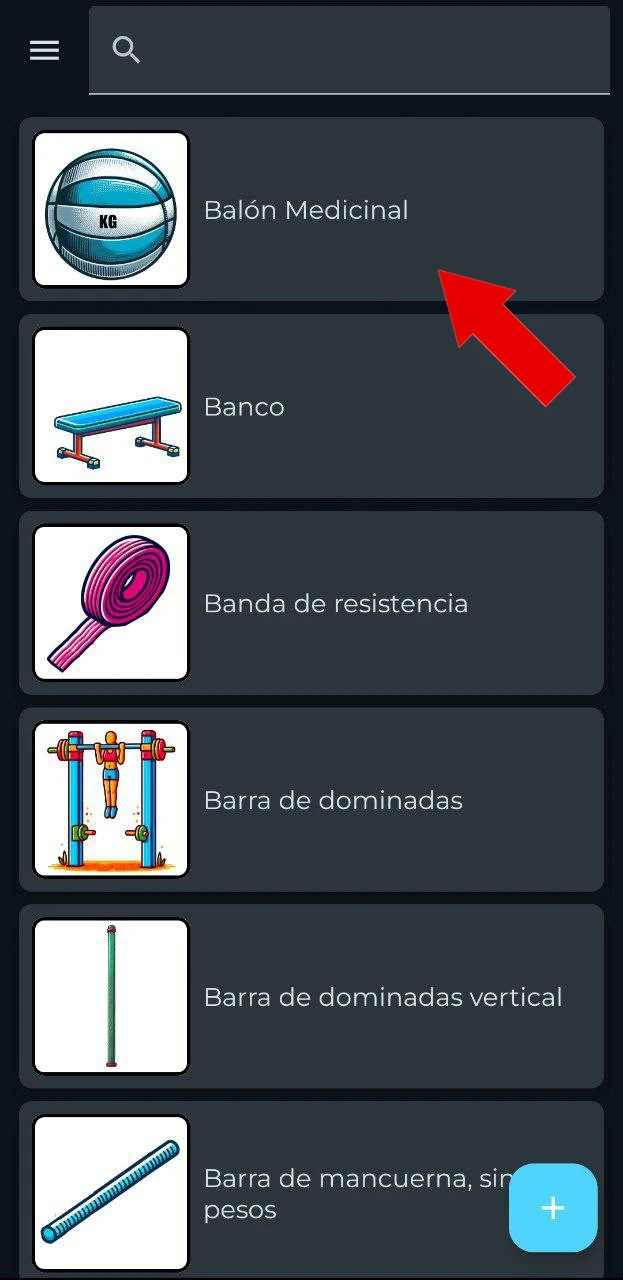 KG
Balón Medicinal
Banco
Banda de resistencia
Barra de dominadas
Barra de dominadas vertical
Barra de mancuerna, sin
pesos